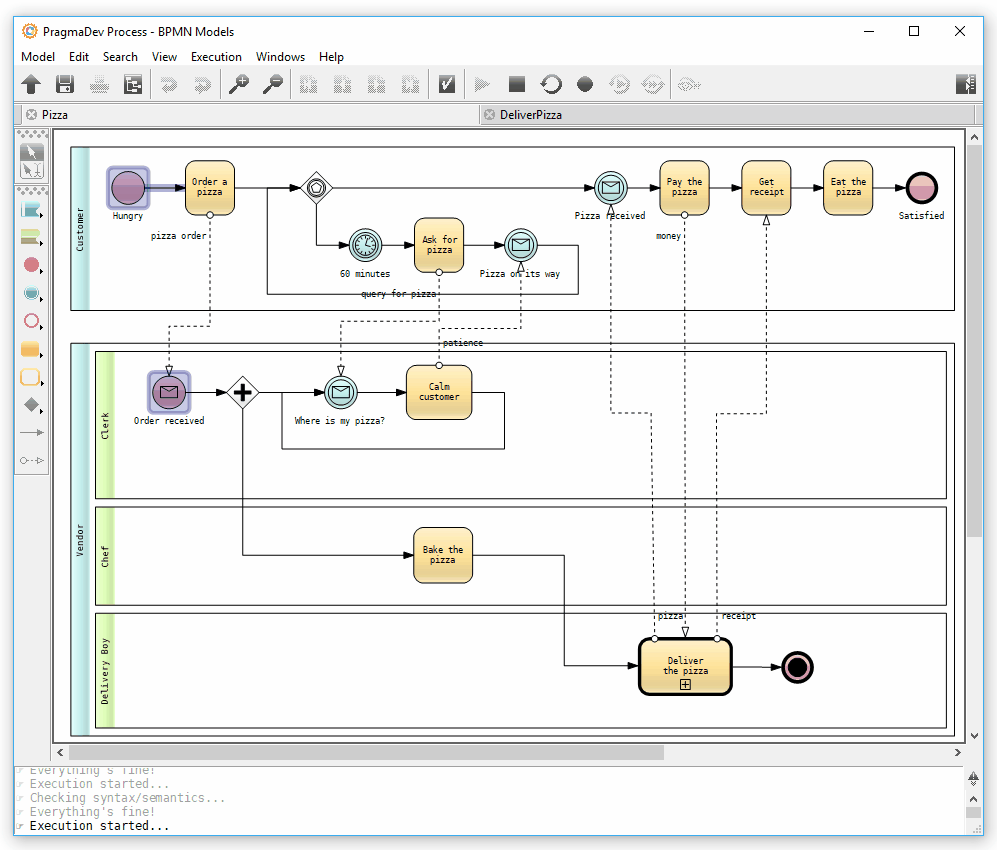 PragmaDev Process - BPMN Models
Model Edit Search View Execution Windows Help
Pizza
DeliverPizza
Customer
Hungry
Order a
pizza
pizza order
60 minutes
Ask for
pizza
query for pizza
Pizza on its way
patience
Pizza received
Pay the
pizza
money
Get
receipt
Eat the
pizza
Satisfied
Vendor
Clerk
Order received
Where is my pizza?
Calm
customer
Chef
Bake the
pizza
Delivery Boy
pizza
receipt
Deliver
the pizza
Everything's fine!
Execution started...
Checking syntax/semantics...
Everything's fine!
Execution started...